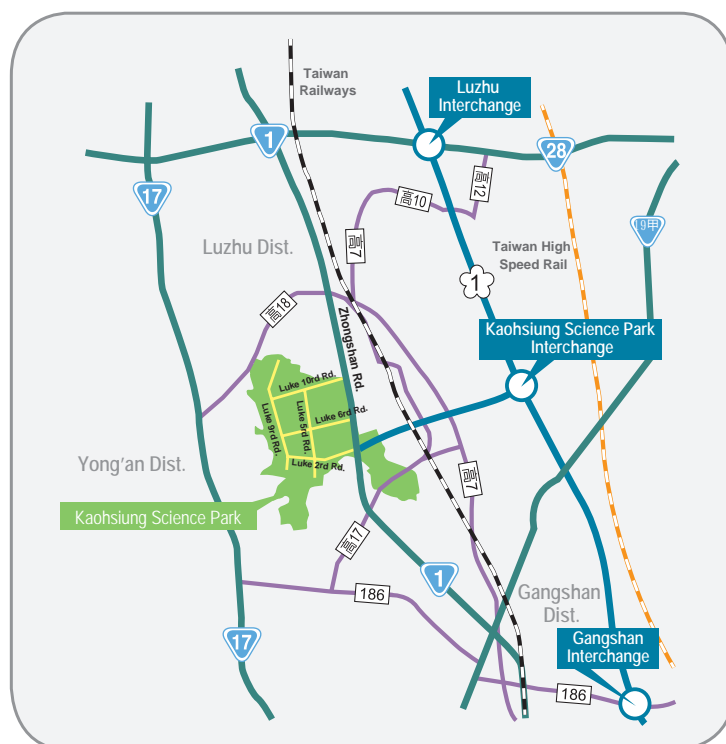 Taiwan
Railways
Luzhu
Interchange
1
28
17
高12
高10
19甲
Luzhu Dist.
高7
Taiwan High
Speed Rail
1
高18
Zhongshan Rd.
Kaohsiung Science Park
Interchange
Luke 10rd Rd.
Luke 9rd Rd.
Luke 5rd Rd.
Luke 6rd Rd.
Luke 2rd Rd.
Yong'an Dist.
高7
Kaohsiung Science Park
高17
1
186
Gangshan
Dist.
17
Gangshan
Interchange
186